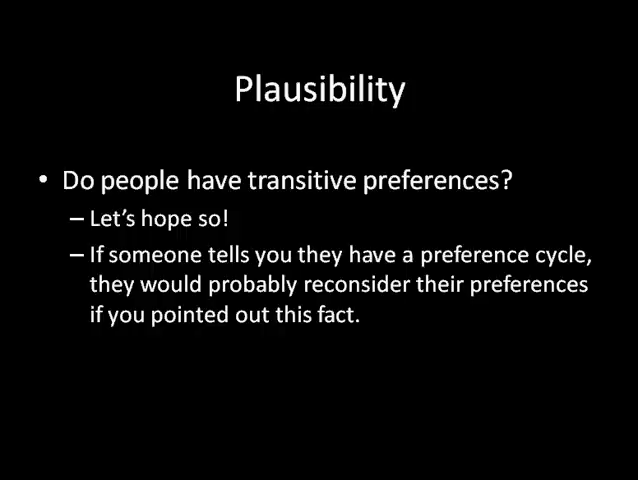 Plausibility
• Do people have transitive preferences?
– Let's hope so!
– If someone tells you they have a preference cycle,
they would probably reconsider their preferences
if you pointed out this fact.